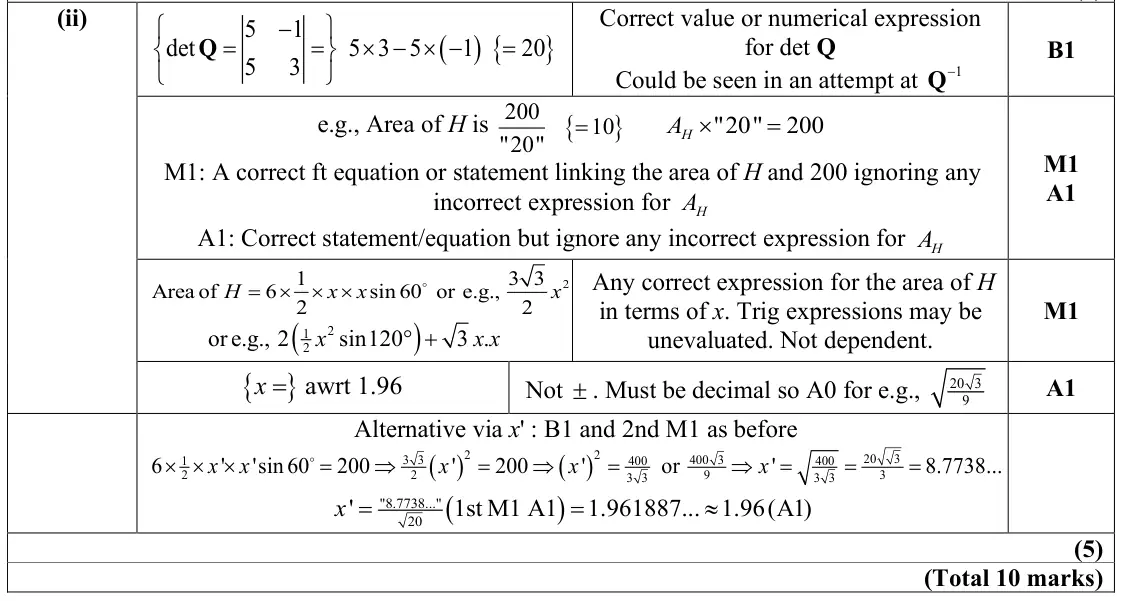 (ii)
{det Q = |5 −1; 5 3| =} 5×3−5×(−1) {=20}
Correct value or numerical expression
for det Q
Could be seen in an attempt at Q⁻¹
B1
e.g., Area of H is 200/"20" {=10} A_H × "20" = 200
M1: A correct ft equation or statement linking the area of H and 200 ignoring any
incorrect expression for A_H
A1: Correct statement/equation but ignore any incorrect expression for A_H
M1
A1
Area of H = 6 × 1/2 × x × x sin 60° or e.g., 3√3/2 x²
or e.g., 2(1/2 x² sin120°) + √3 x.x
Any correct expression for the area of H
in terms of x. Trig expressions may be
unevaluated. Not dependent.
M1
{x =} awrt 1.96
Not ± . Must be decimal so A0 for e.g., √(20√3/9)
A1
Alternative via x' : B1 and 2nd M1 as before
6 × 1/2 × x' × x' sin 60° = 200 ⇒ 3√3/2 (x')² = 200 ⇒ (x')² = 400/3√3 or 400√3/9 ⇒ x' = √(400/3√3) = 20√√3/3 = 8.7738...
x' = "8.7738..."/√20 (1st M1 A1) = 1.961887... ≈ 1.96 (A1)
(5)
(Total 10 marks)